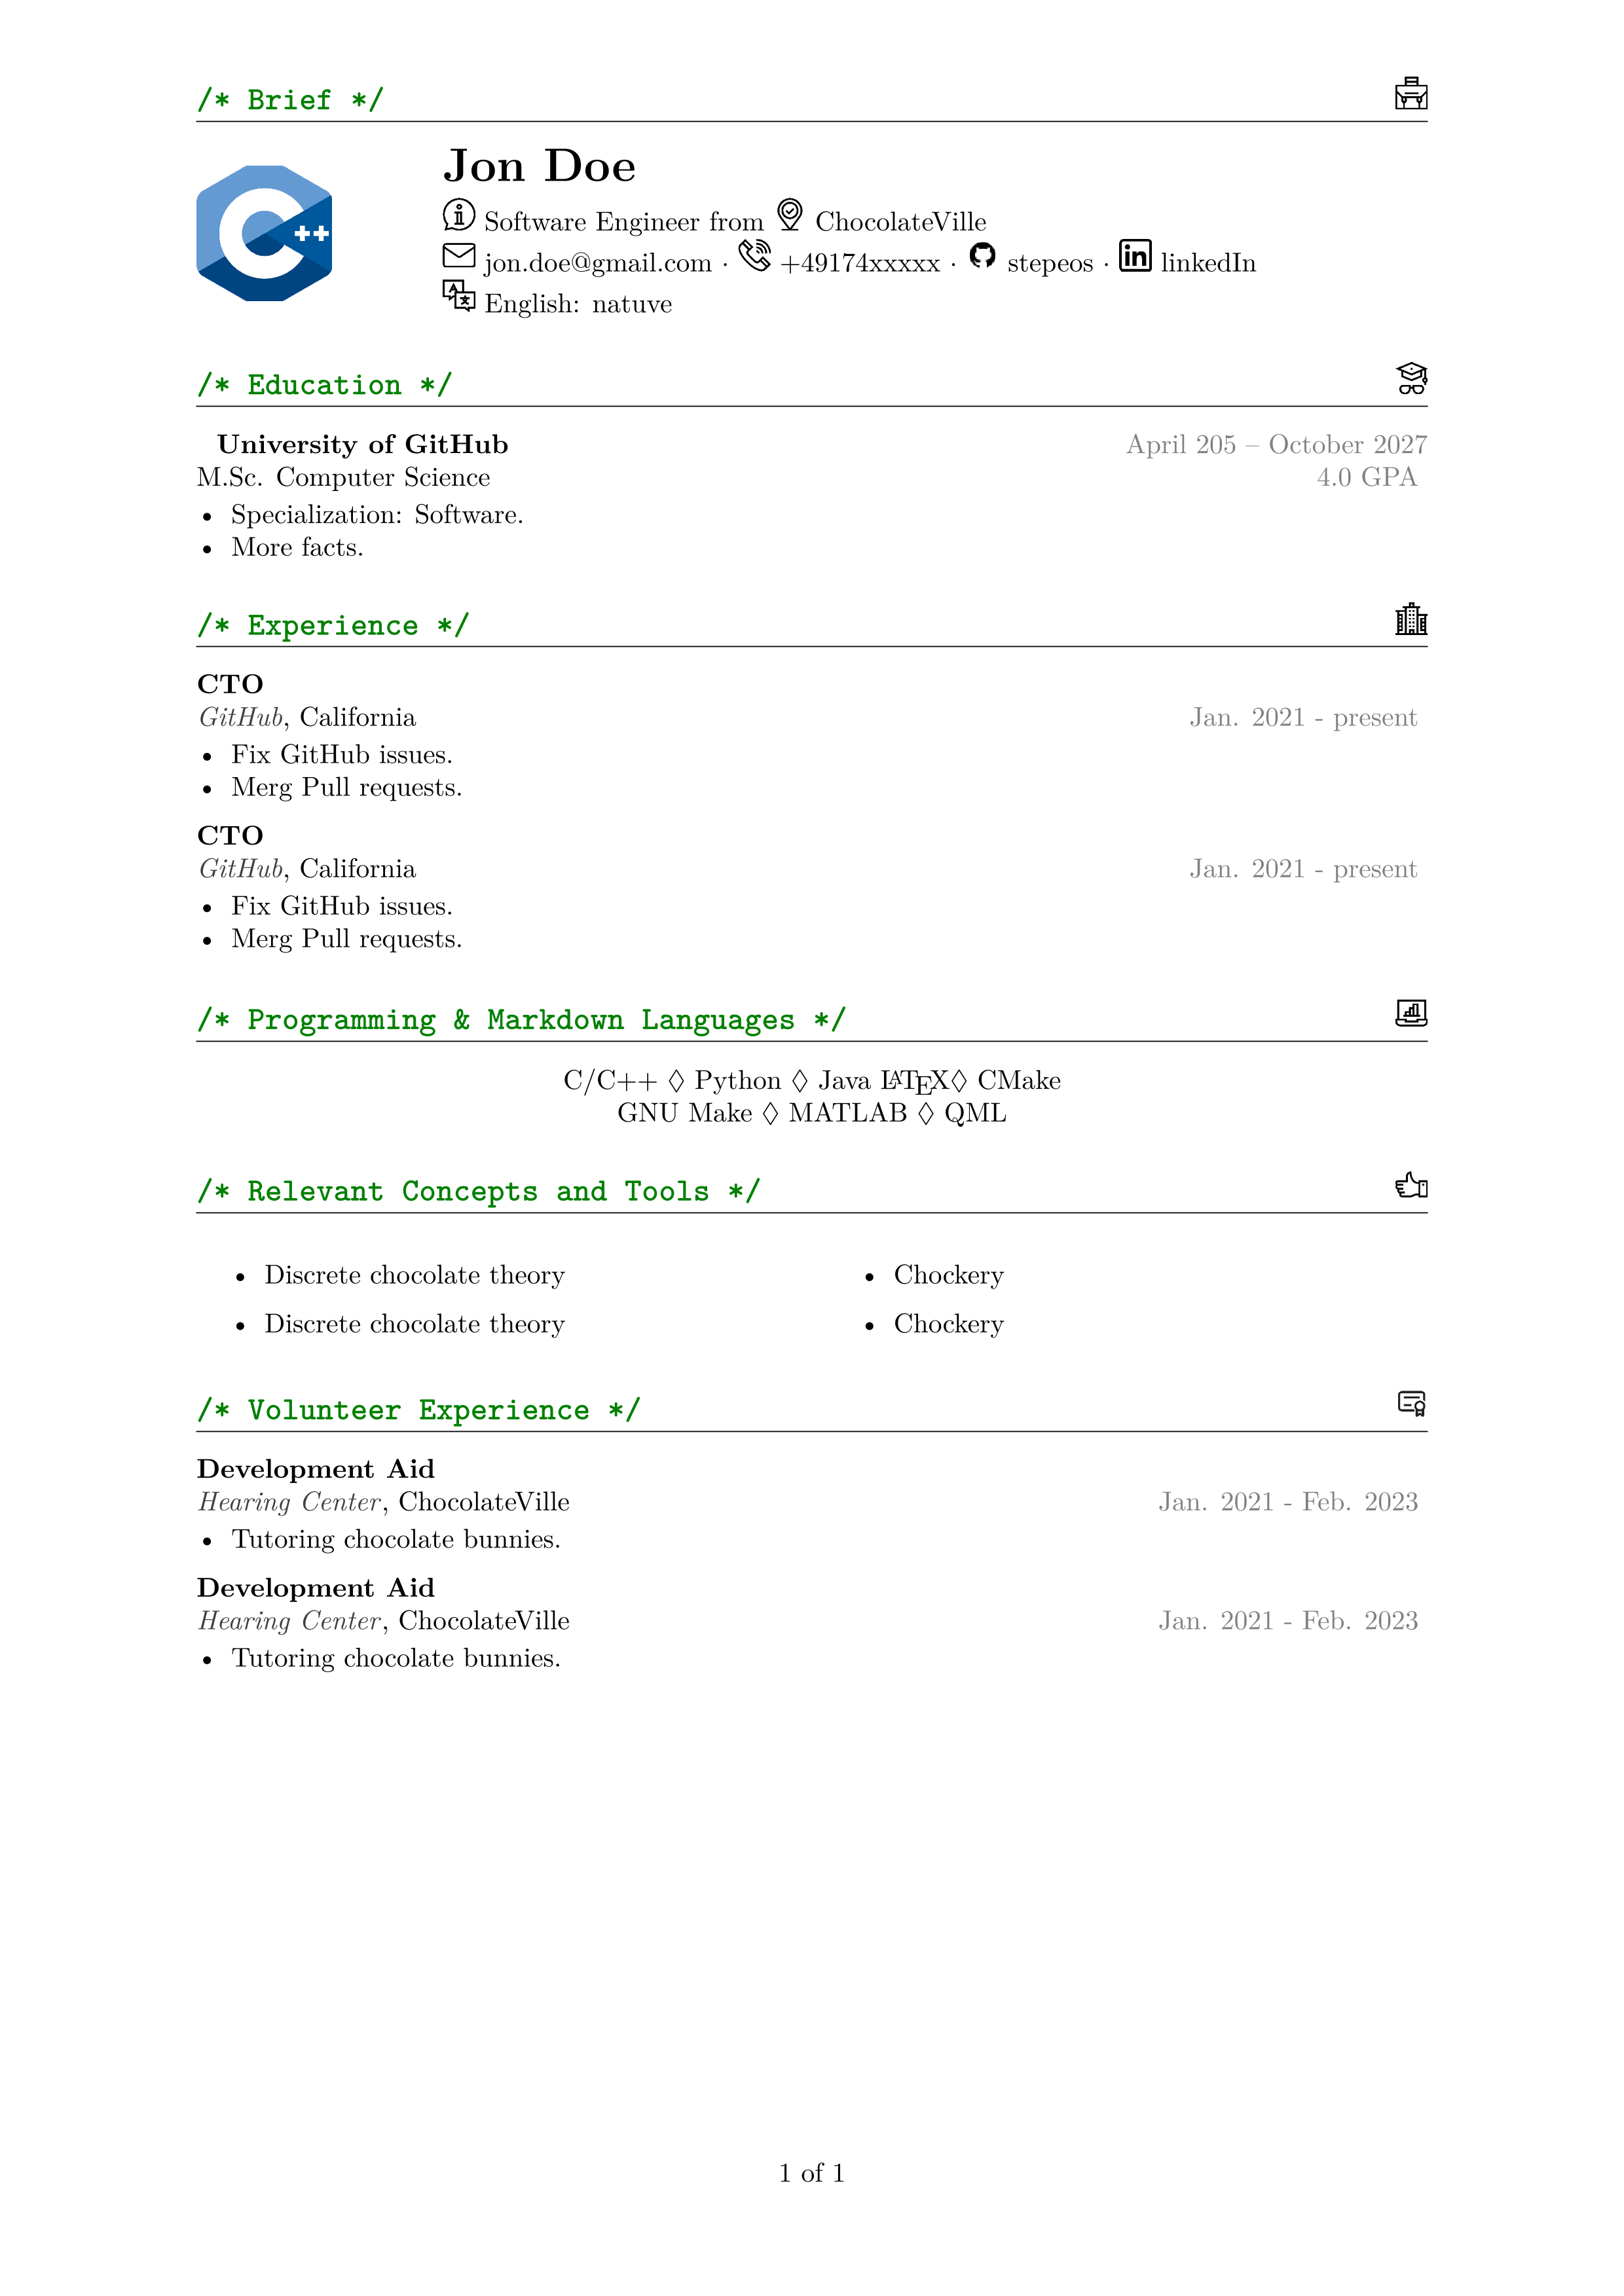 /* Brief */
C++
Jon Doe
Software Engineer from ChocolateVille
jon.doe@gmail.com · +49174xxxxx · stepeos · linkedIn
English: natuve
/* Education */
University of GitHub April 205 – October 2027
M.Sc. Computer Science 4.0 GPA
• Specialization: Software.
• More facts.
/* Experience */
CTO
GitHub, California Jan. 2021 - present
• Fix GitHub issues.
• Merg Pull requests.
CTO
GitHub, California Jan. 2021 - present
• Fix GitHub issues.
• Merg Pull requests.
/* Programming & Markdown Languages */
C/C++ ◊ Python ◊ Java LATEX◊ CMake
GNU Make ◊ MATLAB ◊ QML
/* Relevant Concepts and Tools */
• Discrete chocolate theory • Chockery
• Discrete chocolate theory • Chockery
/* Volunteer Experience */
Development Aid
Hearing Center, ChocolateVille Jan. 2021 - Feb. 2023
• Tutoring chocolate bunnies.
Development Aid
Hearing Center, ChocolateVille Jan. 2021 - Feb. 2023
• Tutoring chocolate bunnies.
1 of 1